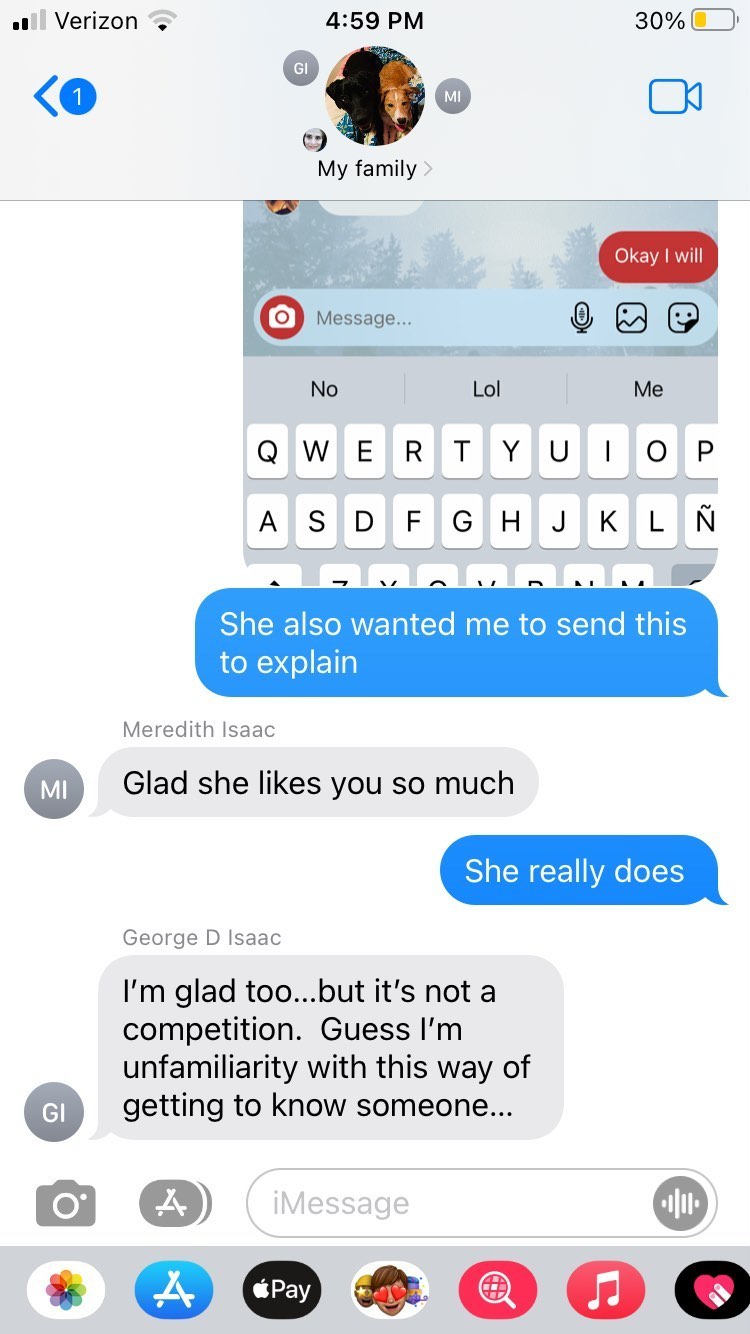 Verizon 4:59 PM 30%
1
GI
MI
My family
Okay I will
Message...
No Lol Me
Q W E R T Y U I O P
A S D F G H J K L Ñ
She also wanted me to send this
to explain
Meredith Isaac
MI
Glad she likes you so much
She really does
George D Isaac
I'm glad too...but it's not a
competition.  Guess I'm
unfamiliarity with this way of
getting to know someone...
GI
iMessage
Pay